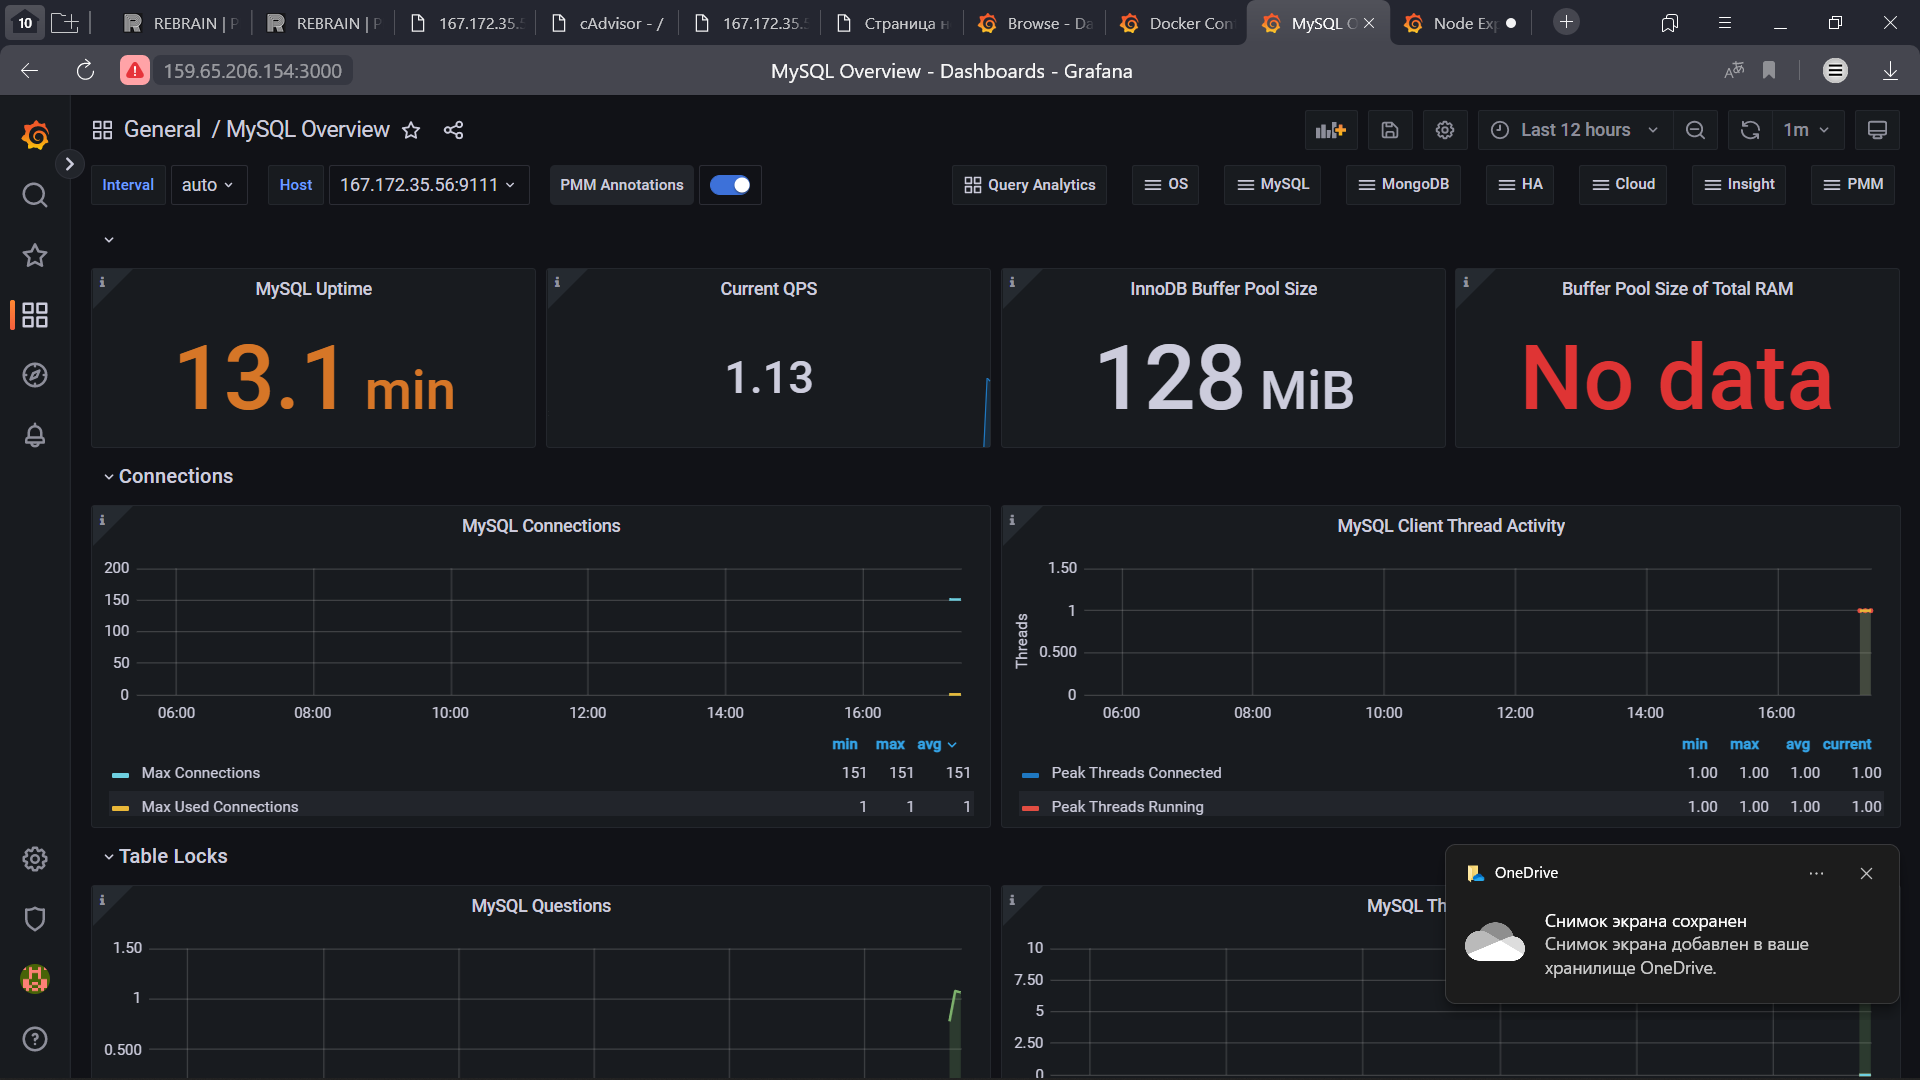 10
REBRAIN | P
REBRAIN | P
167.172.35.
cAdvisor - /
167.172.35.
Страница н
Browse - Da
Docker Con
MySQL O
Node Exp
159.65.206.154:3000
MySQL Overview - Dashboards - Grafana
General / MySQL Overview
Last 12 hours
1m
Interval auto
Host 167.172.35.56:9111
PMM Annotations
Query Analytics
OS
MySQL
MongoDB
HA
Cloud
Insight
PMM
MySQL Uptime
13.1 min
Current QPS
1.13
InnoDB Buffer Pool Size
128 MiB
Buffer Pool Size of Total RAM
No data
Connections
MySQL Connections
200
150
100
50
0
06:00 08:00 10:00 12:00 14:00 16:00
min max avg
Max Connections 151 151 151
Max Used Connections 1 1 1
MySQL Client Thread Activity
Threads
1.50
1
0.500
0
06:00 08:00 10:00 12:00 14:00 16:00
min max avg current
Peak Threads Connected 1.00 1.00 1.00 1.00
Peak Threads Running 1.00 1.00 1.00 1.00
Table Locks
MySQL Questions
1.50
1
0.500
MySQL Th
10
7.50
5
2.50
0
OneDrive
Снимок экрана сохранен
Снимок экрана добавлен в ваше
хранилище OneDrive.